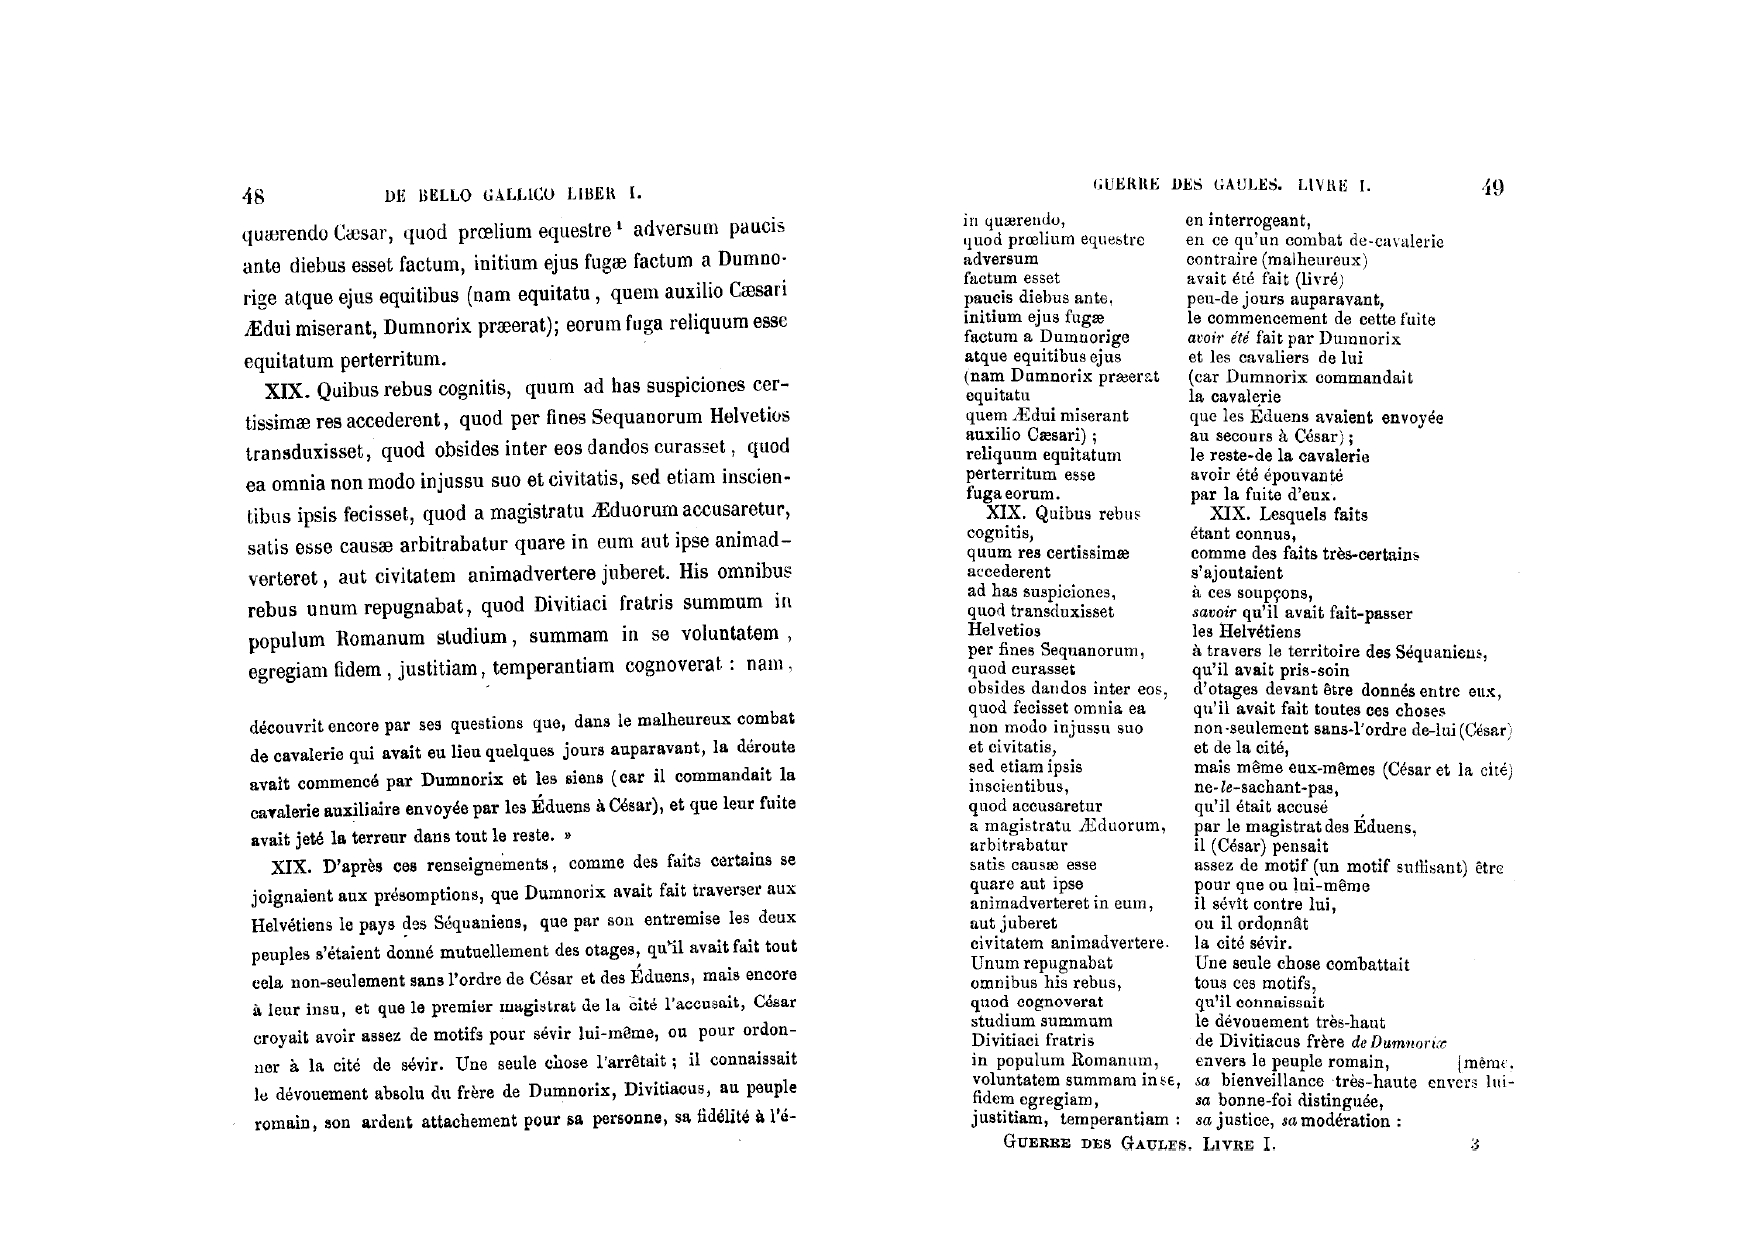 48 DE BELLO GALLICO LIBER I.
quærendo Cæsar, quod prœlium equestre ¹ adversum paucis
ante diebus esset factum, initium ejus fugæ factum a Dumno-
rige atque ejus equitibus (nam equitatu, quem auxilio Cæsari
Ædui miserant, Dumnorix præerat); eorum fuga reliquum esse
equitatum perterritum.
XIX. Quibus rebus cognitis, quum ad has suspiciones cer-
tissimæ res accederent, quod per fines Sequanorum Helvetios
transduxisset, quod obsides inter eos dandos curasset, quod
ea omnia non modo injussu suo et civitatis, sed etiam inscien-
tibus ipsis fecisset, quod a magistratu Æduorum accusaretur,
satis esse causæ arbitrabatur quare in eum aut ipse animad-
verteret, aut civitatem animadvertere juberet. His omnibus
rebus unum repugnabat, quod Divitiaci fratris summum in
populum Romanum studium, summam in se voluntatem,
egregiam fidem, justitiam, temperantiam cognoverat : nam,
découvrit encore par ses questions que, dans le malheureux combat
de cavalerie qui avait eu lieu quelques jours auparavant, la déroute
avait commencé par Dumnorix et les siens (car il commandait la
cavalerie auxiliaire envoyée par les Éduens à César), et que leur fuite
avait jeté la terreur dans tout le reste. »
XIX. D'après ces renseignements, comme des faits certains se
joignaient aux présomptions, que Dumnorix avait fait traverser aux
Helvétiens le pays des Séquaniens, que par son entremise les deux
peuples s'étaient donné mutuellement des otages, qu'il avait fait tout
cela non-seulement sans l'ordre de César et des Éduens, mais encore
à leur insu, et que le premier magistrat de la cité l'accusait, César
croyait avoir assez de motifs pour sévir lui-même, ou pour ordon-
ner à la cité de sévir. Une seule chose l'arrêtait ; il connaissait
le dévouement absolu du frère de Dumnorix, Divitiacus, au peuple
romain, son ardent attachement pour sa personne, sa fidélité à l'é-
GUERRE DES GAULES. LIVRE I. 49
in quærendo, en interrogeant,
quod prœlium equestre en ce qu'un combat de-cavalerie
adversum contraire (malheureux)
factum esset avait été fait (livré)
paucis diebus ante, peu-de jours auparavant,
initium ejus fugæ le commencement de cette fuite
factum a Dumnorige avoir été fait par Dumnorix
atque equitibus ejus et les cavaliers de lui
(nam Dumnorix præerat (car Dumnorix commandait
equitatu la cavalerie
quem Ædui miserant que les Éduens avaient envoyée
auxilio Cæsari) ; au secours à César) ;
reliquum equitatum le reste-de la cavalerie
perterritum esse avoir été épouvanté
fuga eorum. par la fuite d'eux.
XIX. Quibus rebus XIX. Lesquels faits
cognitis, étant connus,
quum res certissimæ comme des faits très-certains
accederent s'ajoutaient
ad has suspiciones, à ces soupçons,
quod transduxisset savoir qu'il avait fait-passer
Helvetios les Helvétiens
per fines Sequanorum, à travers le territoire des Séquaniens,
quod curasset qu'il avait pris-soin
obsides dandos inter eos, d'otages devant être donnés entre eux,
quod fecisset omnia ea qu'il avait fait toutes ces choses
non modo injussu suo non-seulement sans-l'ordre de-lui (César)
et civitatis, et de la cité,
sed etiam ipsis mais même eux-mêmes (César et la cité)
inscientibus, ne-le-sachant-pas,
quod accusaretur qu'il était accusé
a magistratu Æduorum, par le magistrat des Éduens,
arbitrabatur il (César) pensait
satis causæ esse assez de motif (un motif suffisant) être
quare aut ipse pour que ou lui-même
animadverteret in eum, il sévît contre lui,
aut juberet ou il ordonnât
civitatem animadvertere. la cité sévir.
Unum repugnabat Une seule chose combattait
omnibus his rebus, tous ces motifs,
quod cognoverat qu'il connaissait
studium summum le dévouement très-haut
Divitiaci fratris de Divitiacus frère de Dumnorix
in populum Romanum, envers le peuple romain, [même.
voluntatem summam in se, sa bienveillance très-haute envers lui-
fidem egregiam, sa bonne-foi distinguée,
justitiam, temperantiam : sa justice, sa modération :
GUERRE DES GAULES. LIVRE I. 3